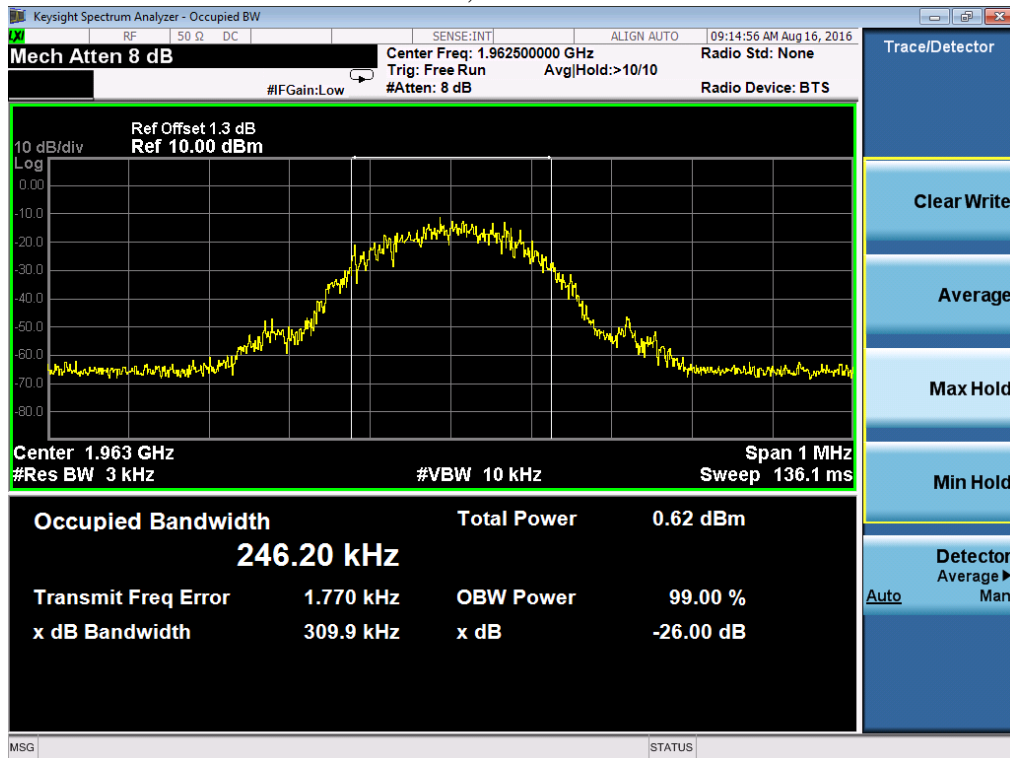 Keysight Spectrum Analyzer - Occupied BW
LXI RF 50 Ω DC SENSE:INT ALIGN AUTO 09:14:56 AM Aug 16, 2016
Mech Atten 8 dB
Center Freq: 1.962500000 GHz Radio Std: None
Trig: Free Run Avg|Hold:>10/10
#IFGain:Low #Atten: 8 dB Radio Device: BTS
Ref Offset 1.3 dB
10 dB/div Ref 10.00 dBm
Log
0.00
-10.0
-20.0
-30.0
-40.0
-50.0
-60.0
-70.0
-80.0
Center 1.963 GHz Span 1 MHz
#Res BW 3 kHz #VBW 10 kHz Sweep 136.1 ms
Occupied Bandwidth Total Power 0.62 dBm
246.20 kHz
Transmit Freq Error 1.770 kHz OBW Power 99.00 %
x dB Bandwidth 309.9 kHz x dB -26.00 dB
MSG STATUS
Trace/Detector
Clear Write
Average
Max Hold
Min Hold
Detector
Average
Auto Man